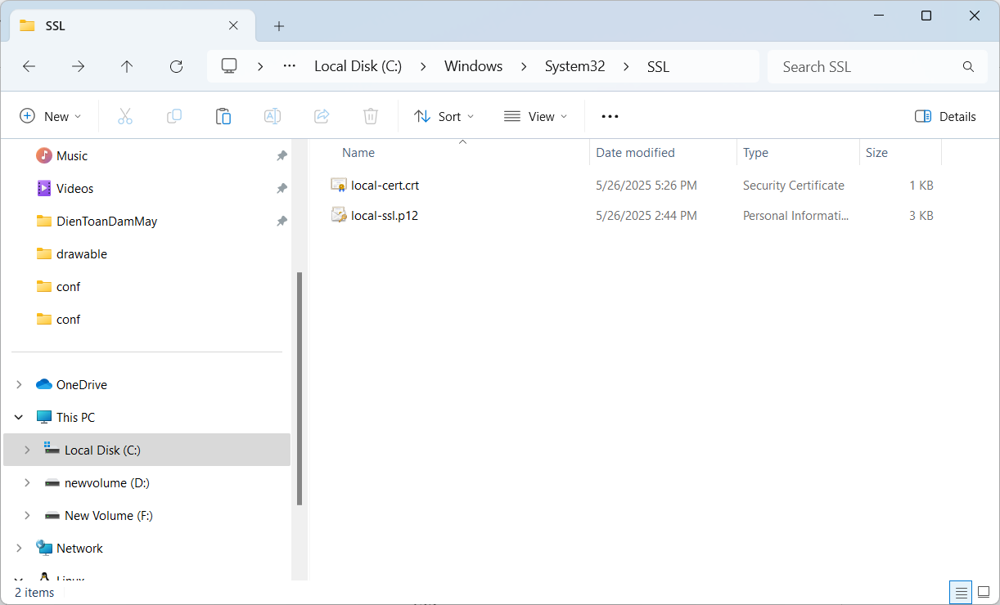 SSL
Local Disk (C:) Windows System32 SSL
Search SSL
New Sort View Details
Music
Videos
DienToanDamMay
drawable
conf
conf
OneDrive
This PC
Local Disk (C:)
newvolume (D:)
New Volume (F:)
Network
Linux
Name Date modified Type Size
local-cert.crt 5/26/2025 5:26 PM Security Certificate 1 KB
local-ssl.p12 5/26/2025 2:44 PM Personal Informati... 3 KB
2 items